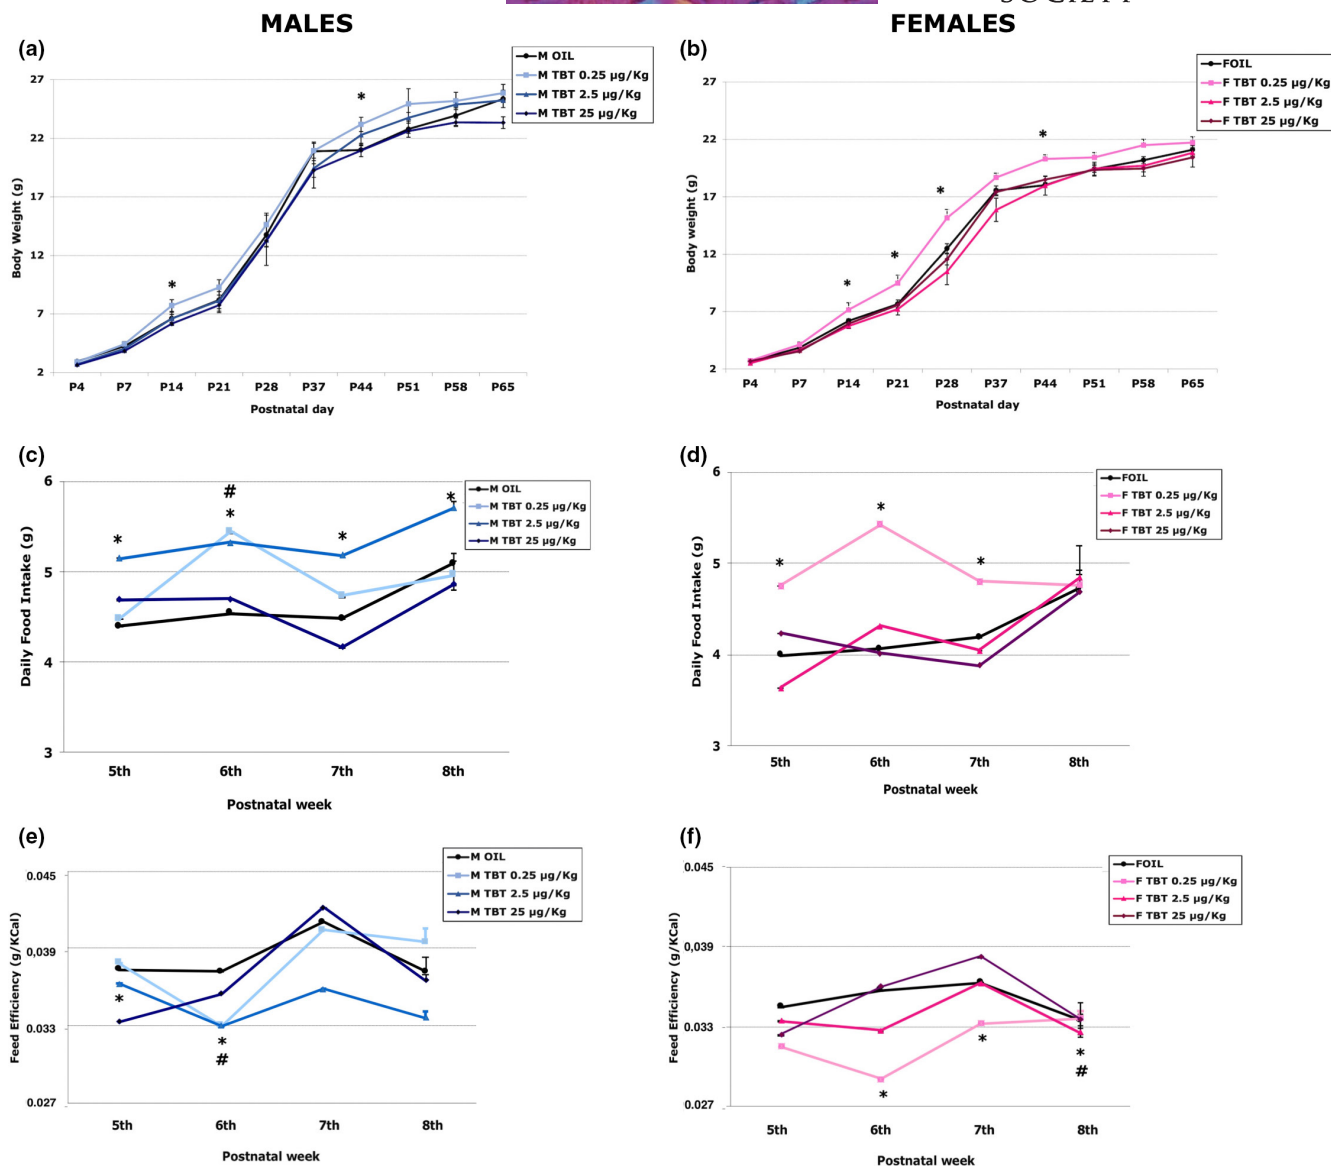 SOCIETY
MALES
FEMALES
(a)
M OIL
M TBT 0.25 µg/Kg
M TBT 2.5 µg/Kg
M TBT 25 µg/Kg
27
22
17
12
7
2
Body Weight (g)
*
*
P4 P7 P14 P21 P28 P37 P44 P51 P58 P65
Postnatal day
(b)
FOIL
F TBT 0.25 µg/Kg
F TBT 2.5 µg/Kg
F TBT 25 µg/Kg
27
22
17
12
7
2
Body weight (g)
*
*
*
*
P4 P7 P14 P21 P28 P37 P44 P51 P58 P65
Postnatal day
(c)
M OIL
M TBT 0.25 µg/Kg
M TBT 2.5 µg/Kg
M TBT 25 µg/Kg
6
5
4
3
Daily Food Intake (g)
#
* * * *
5th 6th 7th 8th
Postnatal week
(d)
FOIL
F TBT 0.25 µg/Kg
F TBT 2.5 µg/Kg
F TBT 25 µg/Kg
6
5
4
3
Daily Food Intake (g)
* * *
5th 6th 7th 8th
Postnatal week
(e)
M OIL
M TBT 0.25 µg/Kg
M TBT 2.5 µg/Kg
M TBT 25 µg/Kg
0.045
0.039
0.033
0.027
Feed Efficiency (g/KCal)
* *
#
5th 6th 7th 8th
Postnatal week
(f)
FOIL
F TBT 0.25 µg/Kg
F TBT 2.5 µg/Kg
F TBT 25 µg/Kg
0.045
0.039
0.033
0.027
Feed Efficiency (g/KCal)
* * *
#
5th 6th 7th 8th
Postnatal week